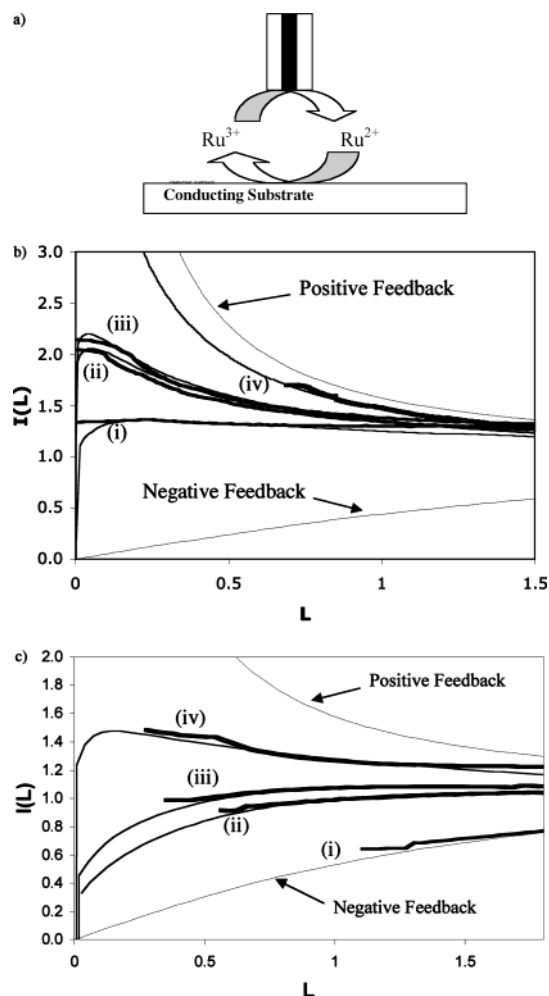 a)
Ru3+ Ru2+
Conducting Substrate
b)
3.0
2.5
2.0
1.5
1.0
0.5
0.0
I(L)
Positive Feedback
(iii)
(ii)
(iv)
(i)
Negative Feedback
0 0.5 1 1.5
L
c)
2.0
1.8
1.6
1.4
1.2
1.0
0.8
0.6
0.4
0.2
0.0
I(L)
Positive Feedback
(iv)
(iii)
(ii)
(i)
Negative Feedback
0 0.5 1 1.5
L